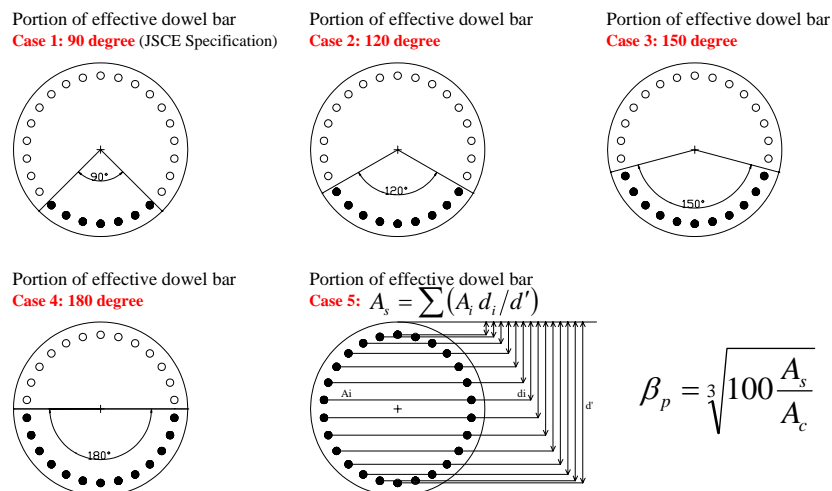 Portion of effective dowel bar
Case 1: 90 degree (JSCE Specification)
90°
Portion of effective dowel bar
Case 2: 120 degree
120°
Portion of effective dowel bar
Case 3: 150 degree
150°
Portion of effective dowel bar
Case 4: 180 degree
180°
Portion of effective dowel bar
Case 5: A_s = ∑(A_i d_i/d')
Ai
di
d'
β_p = ∛(100 A_s/A_c)